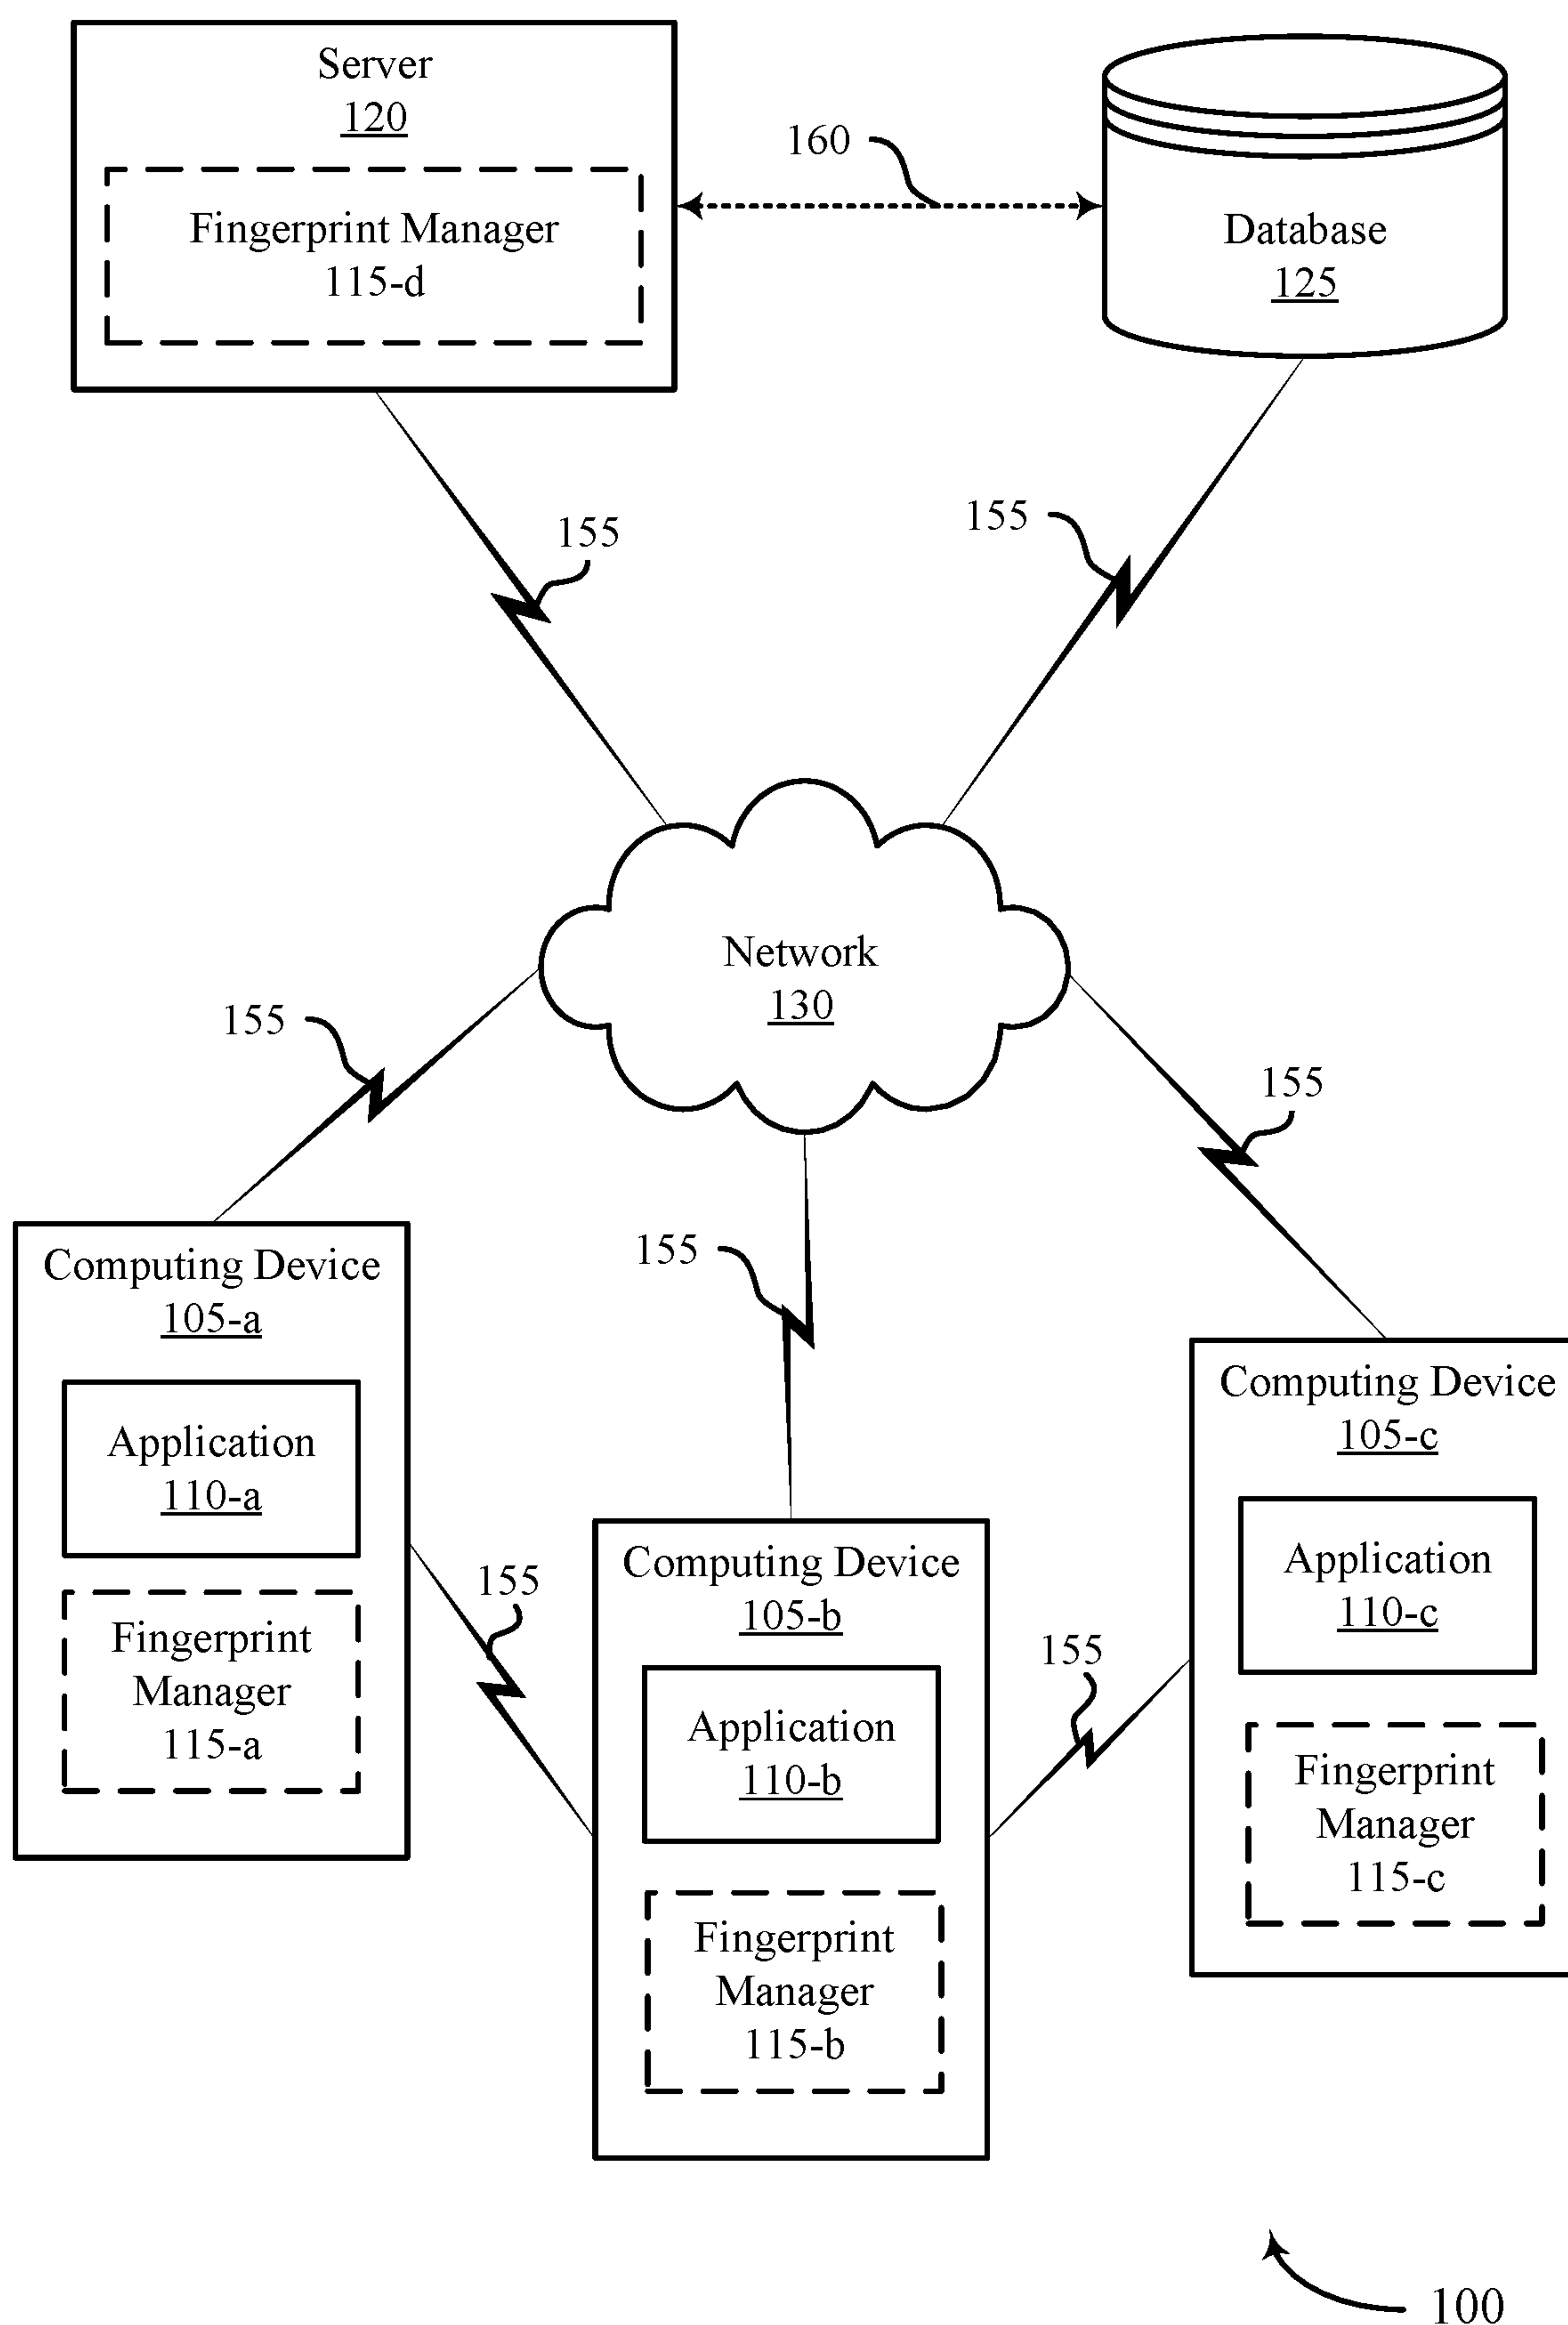 Server
120
Fingerprint Manager
115-d
160
Database
125
155
155
Network
130
155
155
155
Computing Device
105-a
Application
110-a
Fingerprint
Manager
115-a
155
Computing Device
105-b
Application
110-b
Fingerprint
Manager
115-b
155
Computing Device
105-c
Application
110-c
Fingerprint
Manager
115-c
100